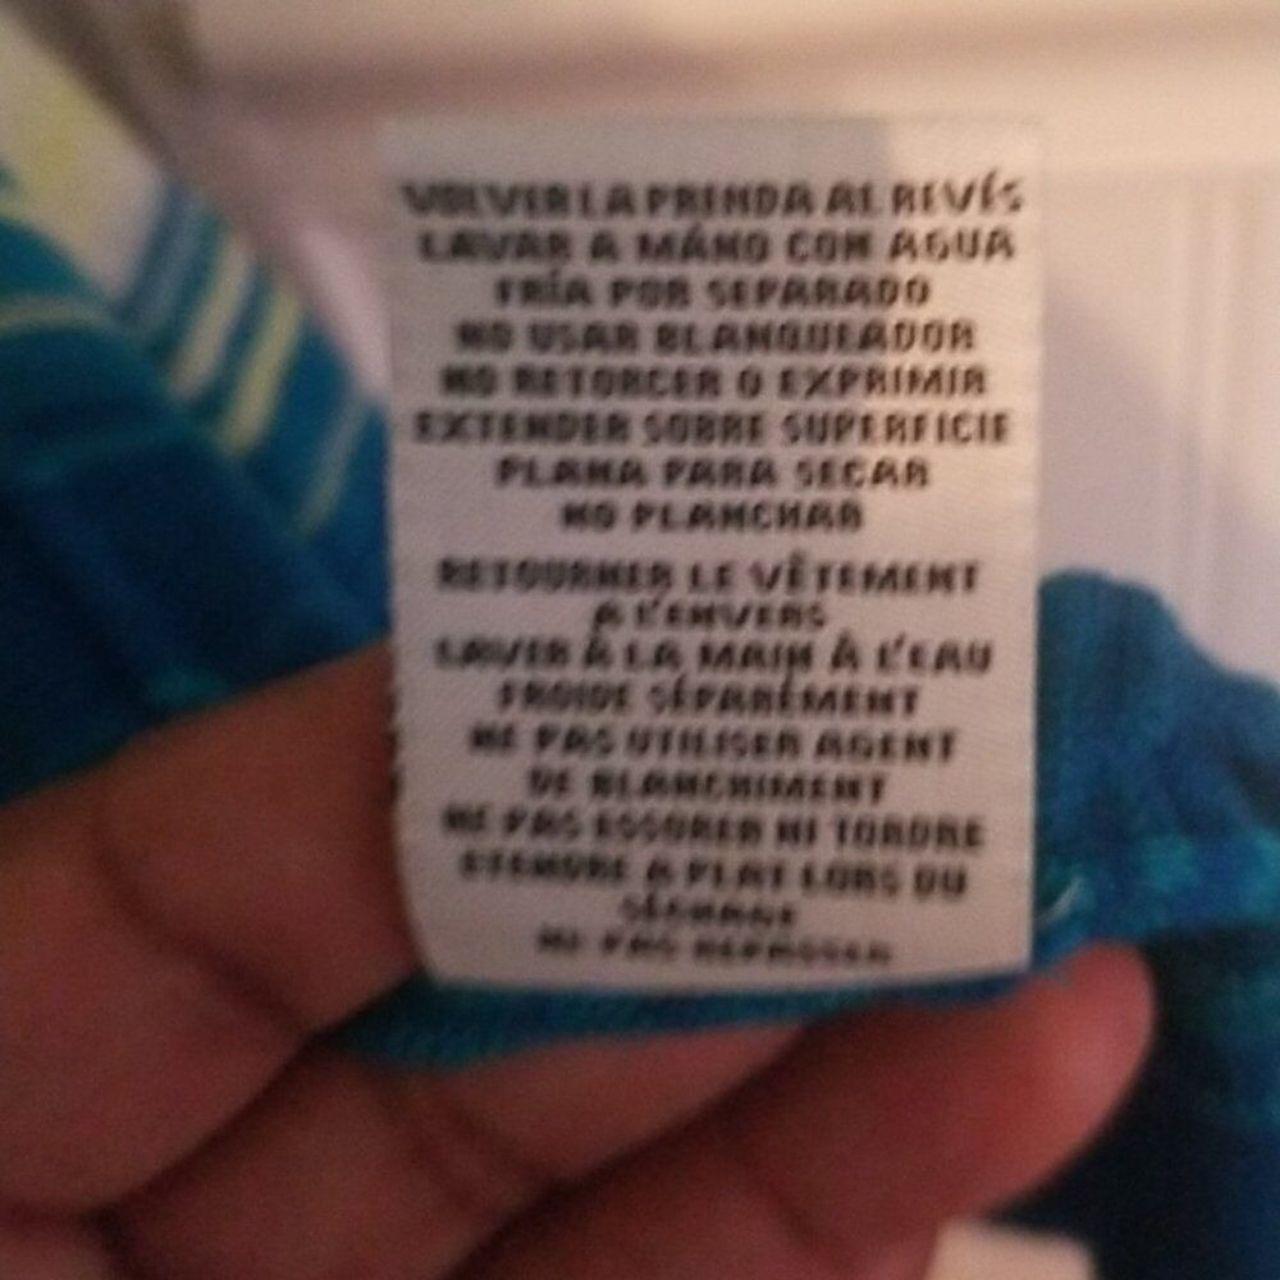 VOLVER LA PRENDA AL REVÉS
LAVAR A MÁNO CON AGUA
FRÍA POR SEPARADO
NO USAR BLANQUEADOR
NO RETORCER O EXPRIMIR
EXTENDER SOBRE SUPERFICIE
PLANA PARA SECAR
NO PLANCHAR
RETOURNER LE VÊTEMENT
A L'ENVERS
LAVER À LA MAIN À L'EAU
FROIDE SÉPARÉMENT
NE PAS UTILISER AGENT
DE BLANCHIMENT
NE PAS ESSORER NI TORDRE
ETENDRE A PLAT LORS DU
SÉCHAGE
NE PAS REPASSER